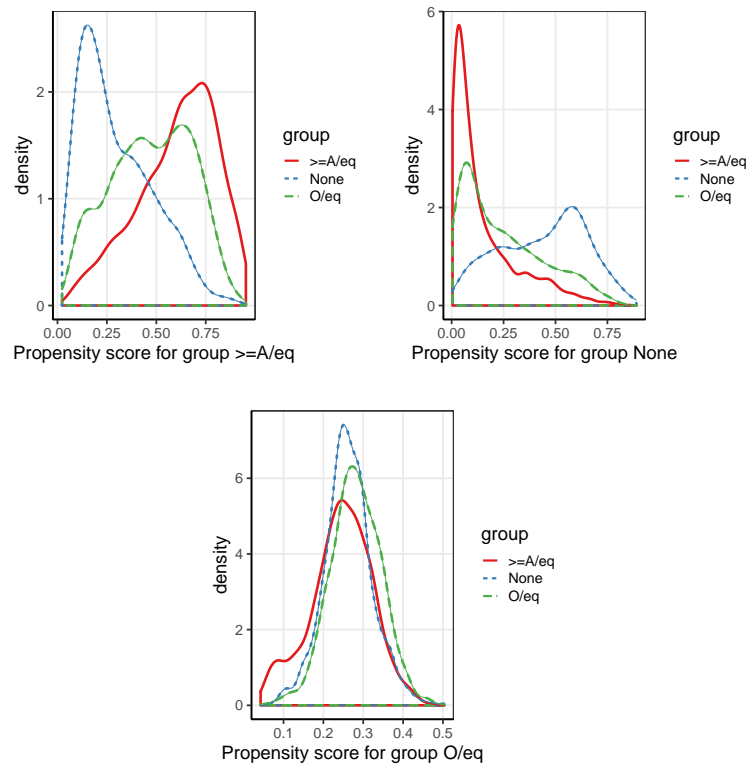 density
2
1
0
0.00 0.25 0.50 0.75
Propensity score for group >=A/eq
group
>=A/eq
None
O/eq
density
6
4
2
0
0.00 0.25 0.50 0.75
Propensity score for group None
group
>=A/eq
None
O/eq
density
6
4
2
0
0.1 0.2 0.3 0.4 0.5
Propensity score for group O/eq
group
>=A/eq
None
O/eq